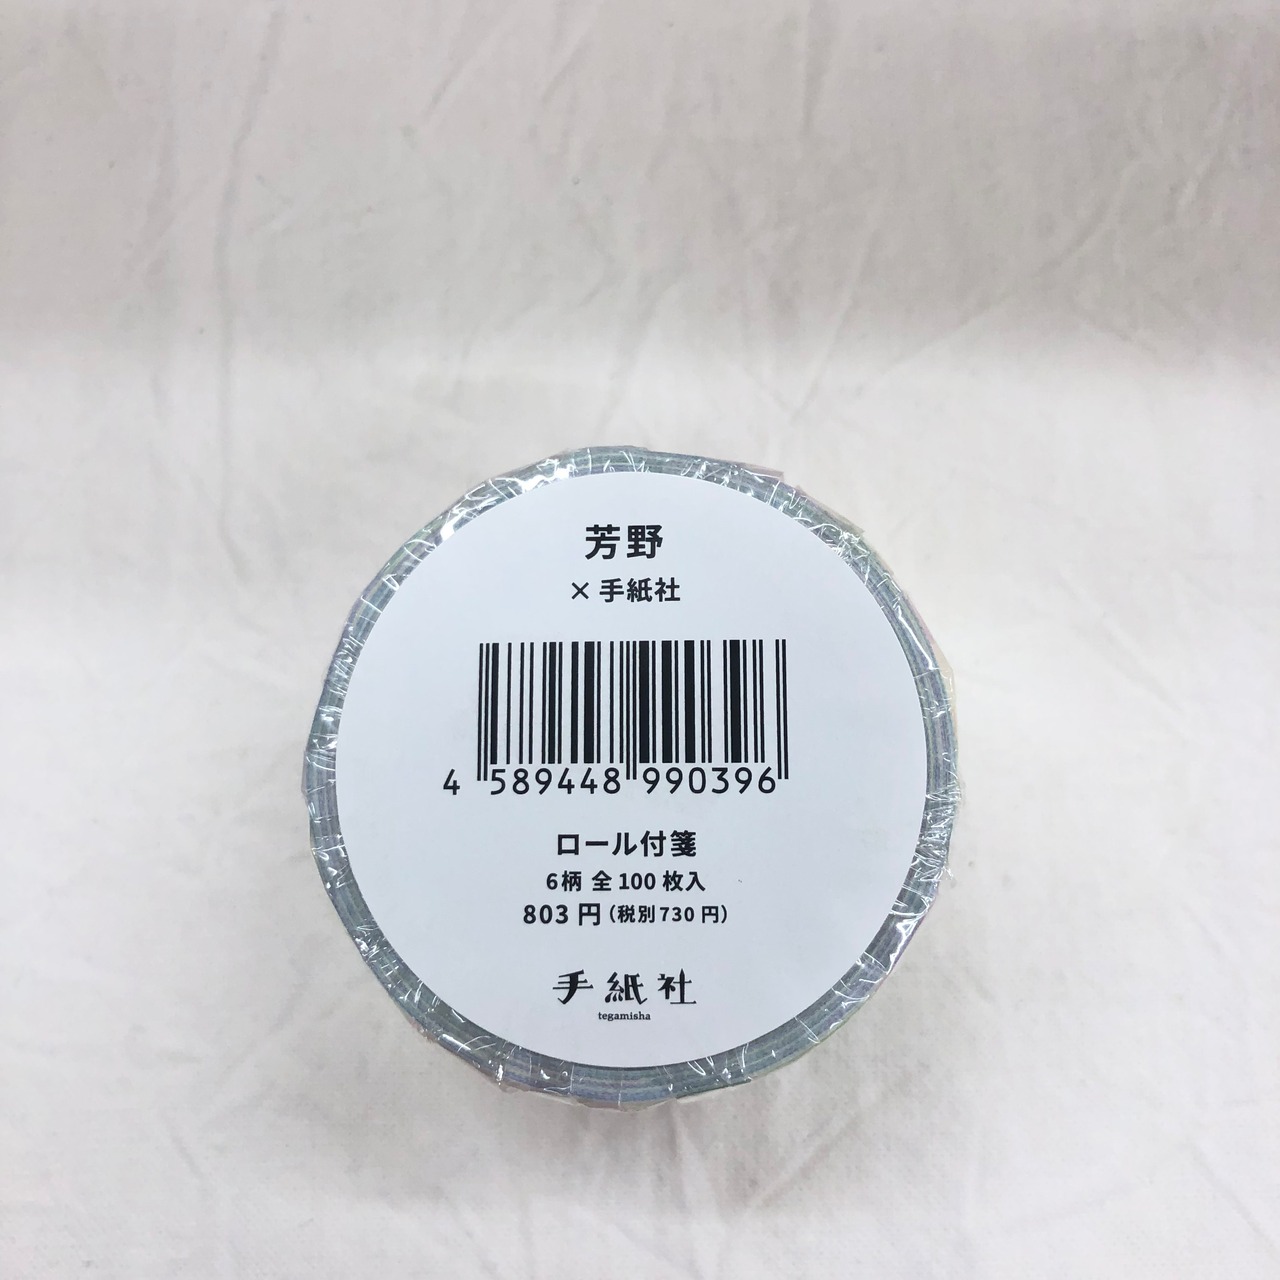 芳野
× 手紙社
4 589448 990396
ロール付箋
6柄 全100枚入
803円(税別730円)
手紙社
tegamisha